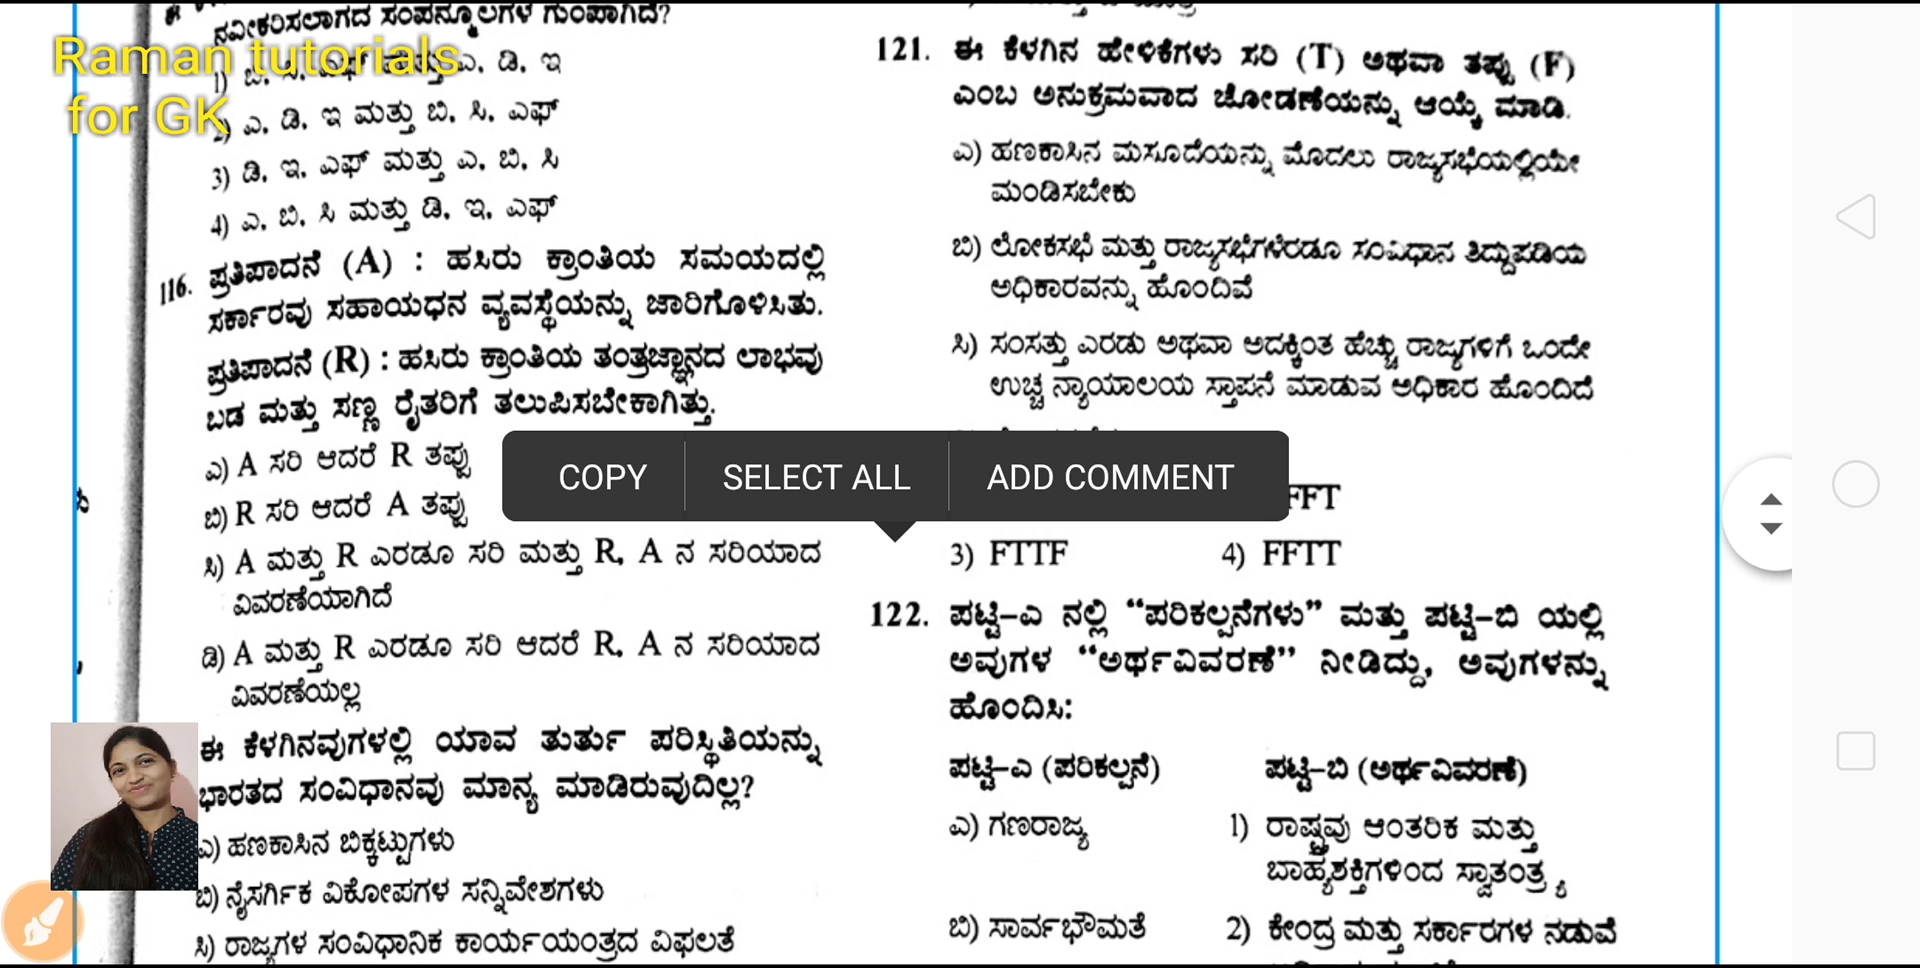 ನವೀಕರಿಸಲಾಗದ ಸಂಪನ್ಮೂಲಗಳ ಗುಂಪಾಗಿದೆ?
Raman tutorials
for GK
1) ಬಿ. ಸಿ. ಎಫ್ ಮತ್ತು ಎ. ಡಿ. ಇ
2) ಎ. ಡಿ. ಇ ಮತ್ತು ಬಿ. ಸಿ. ಎಫ್
3) ಡಿ. ಇ. ಎಫ್ ಮತ್ತು ಎ. ಬಿ. ಸಿ
4) ಎ. ಬಿ. ಸಿ ಮತ್ತು ಡಿ. ಇ. ಎಫ್
116. ಪ್ರತಿಪಾದನೆ (A) : ಹಸಿರು ಕ್ರಾಂತಿಯ ಸಮಯದಲ್ಲಿ
ಸರ್ಕಾರವು ಸಹಾಯಧನ ವ್ಯವಸ್ಥೆಯನ್ನು ಜಾರಿಗೊಳಿಸಿತು.
ಪ್ರತಿಪಾದನೆ (R) : ಹಸಿರು ಕ್ರಾಂತಿಯ ತಂತ್ರಜ್ಞಾನದ ಲಾಭವು
ಬಡ ಮತ್ತು ಸಣ್ಣ ರೈತರಿಗೆ ತಲುಪಿಸಬೇಕಾಗಿತ್ತು.
ಎ) A ಸರಿ ಆದರೆ R ತಪ್ಪು
ಬಿ) R ಸರಿ ಆದರೆ A ತಪ್ಪು
ಸಿ) A ಮತ್ತು R ಎರಡೂ ಸರಿ ಮತ್ತು R, A ನ ಸರಿಯಾದ
ವಿವರಣೆಯಾಗಿದೆ
ಡಿ) A ಮತ್ತು R ಎರಡೂ ಸರಿ ಆದರೆ R, A ನ ಸರಿಯಾದ
ವಿವರಣೆಯಲ್ಲ
ಈ ಕೆಳಗಿನವುಗಳಲ್ಲಿ ಯಾವ ತುರ್ತು ಪರಿಸ್ಥಿತಿಯನ್ನು
ಭಾರತದ ಸಂವಿಧಾನವು ಮಾನ್ಯ ಮಾಡಿರುವುದಿಲ್ಲ?
ಎ) ಹಣಕಾಸಿನ ಬಿಕ್ಕಟ್ಟುಗಳು
ಬಿ) ನೈಸರ್ಗಿಕ ವಿಕೋಪಗಳ ಸನ್ನಿವೇಶಗಳು
ಸಿ) ರಾಜ್ಯಗಳ ಸಂವಿಧಾನಿಕ ಕಾರ್ಯಯಂತ್ರದ ವಿಫಲತೆ
121. ಈ ಕೆಳಗಿನ ಹೇಳಿಕೆಗಳು ಸರಿ (T) ಅಥವಾ ತಪ್ಪು (F)
ಎಂಬ ಅನುಕ್ರಮವಾದ ಜೋಡಣೆಯನ್ನು ಆಯ್ಕೆ ಮಾಡಿ.
ಎ) ಹಣಕಾಸಿನ ಮಸೂದೆಯನ್ನು ಮೊದಲು ರಾಜ್ಯಸಭೆಯಲ್ಲಿಯೇ
ಮಂಡಿಸಬೇಕು
ಬಿ) ಲೋಕಸಭೆ ಮತ್ತು ರಾಜ್ಯಸಭೆಗಳೆರಡೂ ಸಂವಿಧಾನ ತಿದ್ದುಪಡಿಯ
ಅಧಿಕಾರವನ್ನು ಹೊಂದಿವೆ
ಸಿ) ಸಂಸತ್ತು ಎರಡು ಅಥವಾ ಅದಕ್ಕಿಂತ ಹೆಚ್ಚು ರಾಜ್ಯಗಳಿಗೆ ಒಂದೇ
ಉಚ್ಚ ನ್ಯಾಯಾಲಯ ಸ್ತಾಪನೆ ಮಾಡುವ ಅಧಿಕಾರ ಹೊಂದಿದೆ
COPY SELECT ALL ADD COMMENT
FFT
3) FTTF 4) FFTT
122. ಪಟ್ಟಿ-ಎ ನಲ್ಲಿ “ಪರಿಕಲ್ಪನೆಗಳು” ಮತ್ತು ಪಟ್ಟಿ-ಬಿ ಯಲ್ಲಿ
ಅವುಗಳ “ಅರ್ಥವಿವರಣೆ” ನೀಡಿದ್ದು, ಅವುಗಳನ್ನು
ಹೊಂದಿಸಿ:
ಪಟ್ಟಿ-ಎ (ಪರಿಕಲ್ಪನೆ) ಪಟ್ಟಿ-ಬಿ (ಅರ್ಥವಿವರಣೆ)
ಎ) ಗಣರಾಜ್ಯ 1) ರಾಷ್ಟ್ರವು ಆಂತರಿಕ ಮತ್ತು
ಬಾಹ್ಯಶಕ್ತಿಗಳಿಂದ ಸ್ವಾತಂತ್ರ್ಯ
ಬಿ) ಸಾರ್ವಭೌಮತೆ 2) ಕೇಂದ್ರ ಮತ್ತು ಸರ್ಕಾರಗಳ ನಡುವೆ